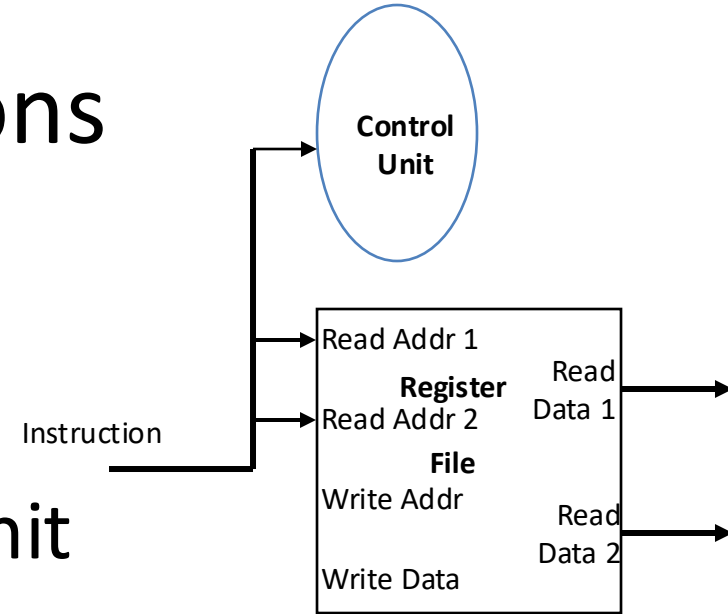 ons
Control
Unit
Read Addr 1
Register
Read
Data 1
Read Addr 2
Instruction
File
Write Addr
nit
Read
Data 2
Write Data